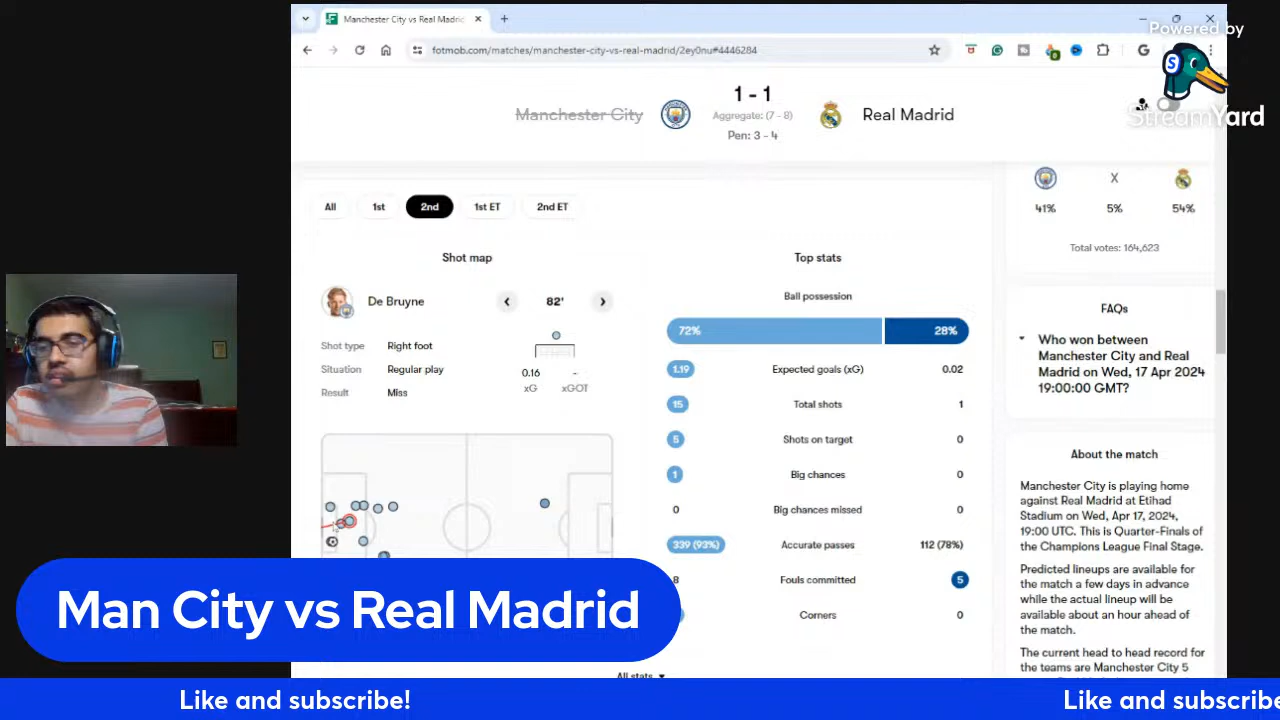 Manchester City vs Real Madrid
fotmob.com/matches/manchester-city-vs-real-madrid/2ey0nu#4446284
Powered by
StreamYard
Manchester City
1 - 1
Aggregate: (7 - 8)
Pen: 3 - 4
Real Madrid
All
1st
2nd
1st ET
2nd ET
Shot map
De Bruyne
82'
Shot type Right foot
Situation Regular play
Result Miss
0.16 -
xG xGOT
Top stats
Ball possession
72% 28%
1.19 Expected goals (xG) 0.02
15 Total shots 1
5 Shots on target 0
1 Big chances 0
0 Big chances missed 0
339 (93%) Accurate passes 112 (78%)
8 Fouls committed 5
Corners 0
All stats
X
41% 5% 54%
Total votes: 164,623
FAQs
Who won between
Manchester City and Real
Madrid on Wed, 17 Apr 2024
19:00:00 GMT?
About the match
Manchester City is playing home
against Real Madrid at Etihad
Stadium on Wed, Apr 17, 2024,
19:00 UTC. This is Quarter-Finals of
the Champions League Final Stage.
Predicted lineups are available for
the match a few days in advance
while the actual lineup will be
available about an hour ahead of
the match.
The current head to head record for
the teams are Manchester City 5
Man City vs Real Madrid
Like and subscribe!
Like and subscribe